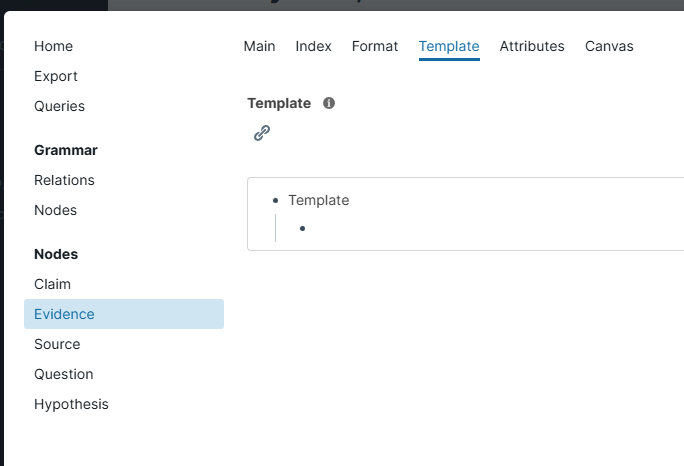 Home
Export
Queries
Grammar
Relations
Nodes
Nodes
Claim
Evidence
Source
Question
Hypothesis
Main Index Format Template Attributes Canvas
Template
Template